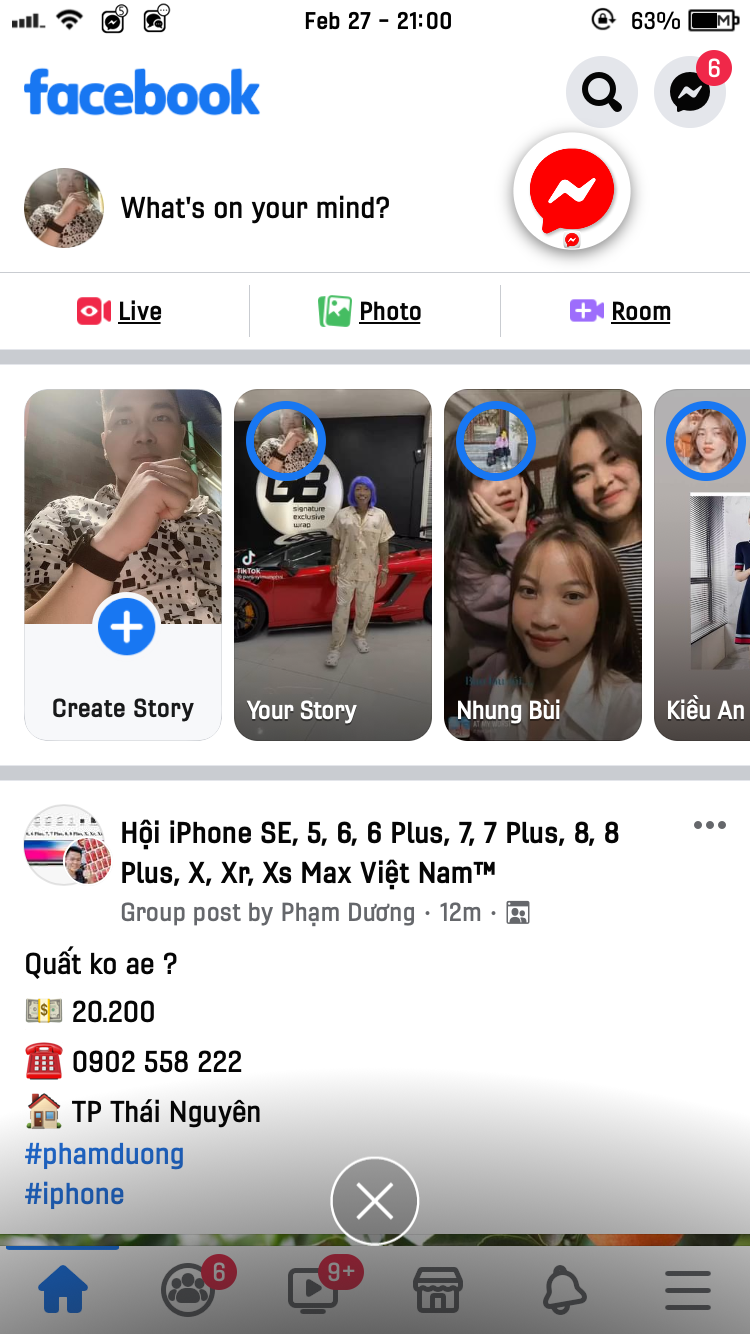 5
Feb 27 - 21:00
63%
facebook
6
What's on your mind?
Live
Photo
Room
GB
signature
exclusive
wrap
TikTok
Create Story
Your Story
Nhung Bùi
Kiều An
Hội iPhone SE, 5, 6, 6 Plus, 7, 7 Plus, 8, 8
Plus, X, Xr, Xs Max Việt Nam™
Group post by Phạm Dương · 12m ·
Quất ko ae ?
💵 20.200
☎️ 0902 558 222
🏠 TP Thái Nguyên
#phamduong
#iphone
6
9+